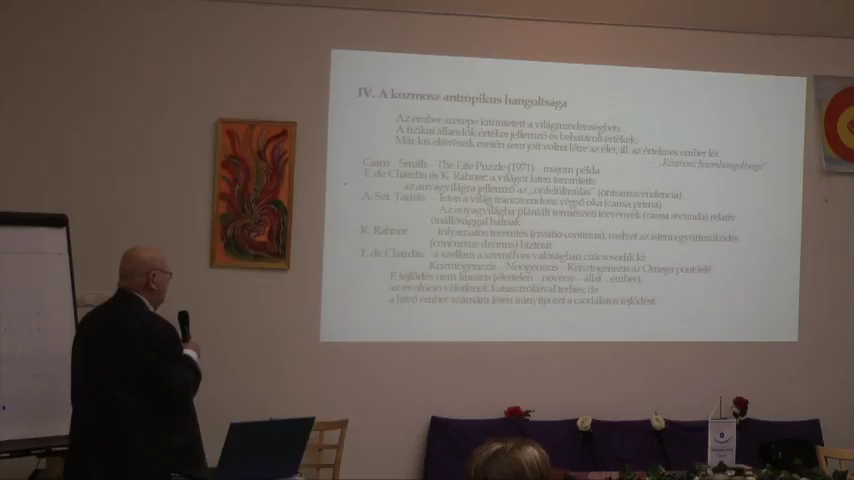 IV. A kozmosz antropikus hangoltsága
Az ember szerepe kitüntetett a világmindenségben.
A fizikai állandók értékei jellemző és behatárolt értékek.
Már kis eltérésük esetén sem jött volna létre az élet, ill. az értelmes ember lét.
– „Kozmosz finomhangoltsága”
Cairn – Smith – The Life Puzzle (1971) – majom példa
T. de Chardin és K. Rahner: a világot Isten teremtette
az anyagvilágra jellemző az „önfelülmúlás” (öntranszcendencia)
A. Szt. Tamás – Isten a világ transzcendens végső oka (causa prima)
Az anyagvilágba plántált természeti törvények (causa secunda) relatív
önállósággal hatnak
K. Rahner folyamatos teremtés (creatio continua), melyet az isten együttműködés
(concursus divinus) biztosít
T. de Chardin – a szellem a személyes valóságban csúcsosodik ki:
Kozmogenezis – Noogenezis – Krisztogenezis az Omega pont felé
E fejlődés nem lineáris (élettelen – növény – állat – ember),
az evolúció véletlenek katasztrófáival terhes, de
a hívő ember számára Isten irányítja ezt a csodálatos fejlődést.